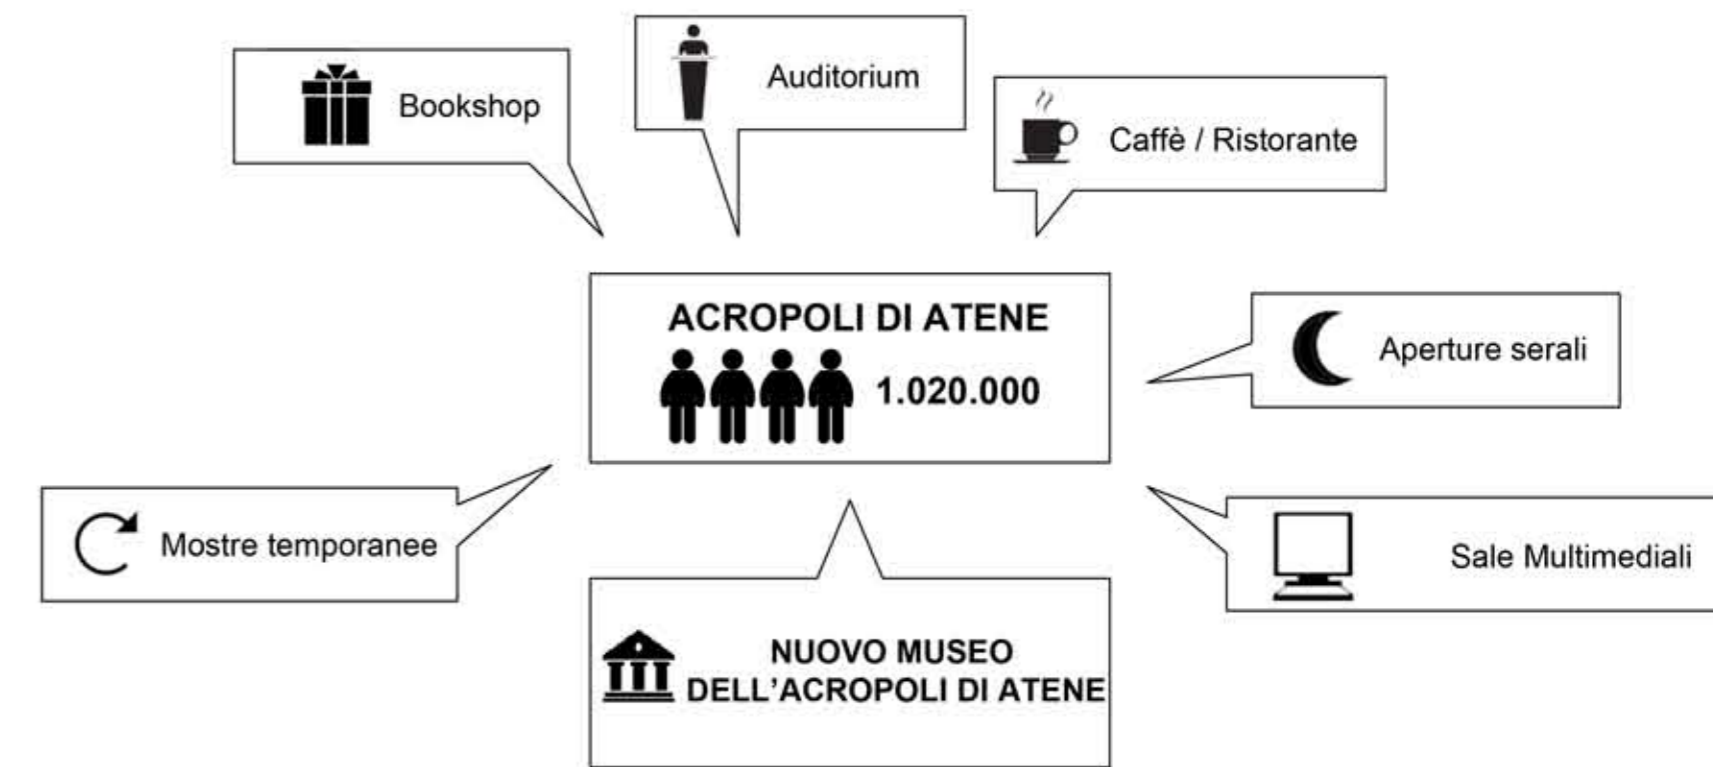 Bookshop
Auditorium
Caffè / Ristorante
ACROPOLI DI ATENE
1.020.000
Aperture serali
Mostre temporanee
Sale Multimediali
NUOVO MUSEO
DELL'ACROPOLI DI ATENE